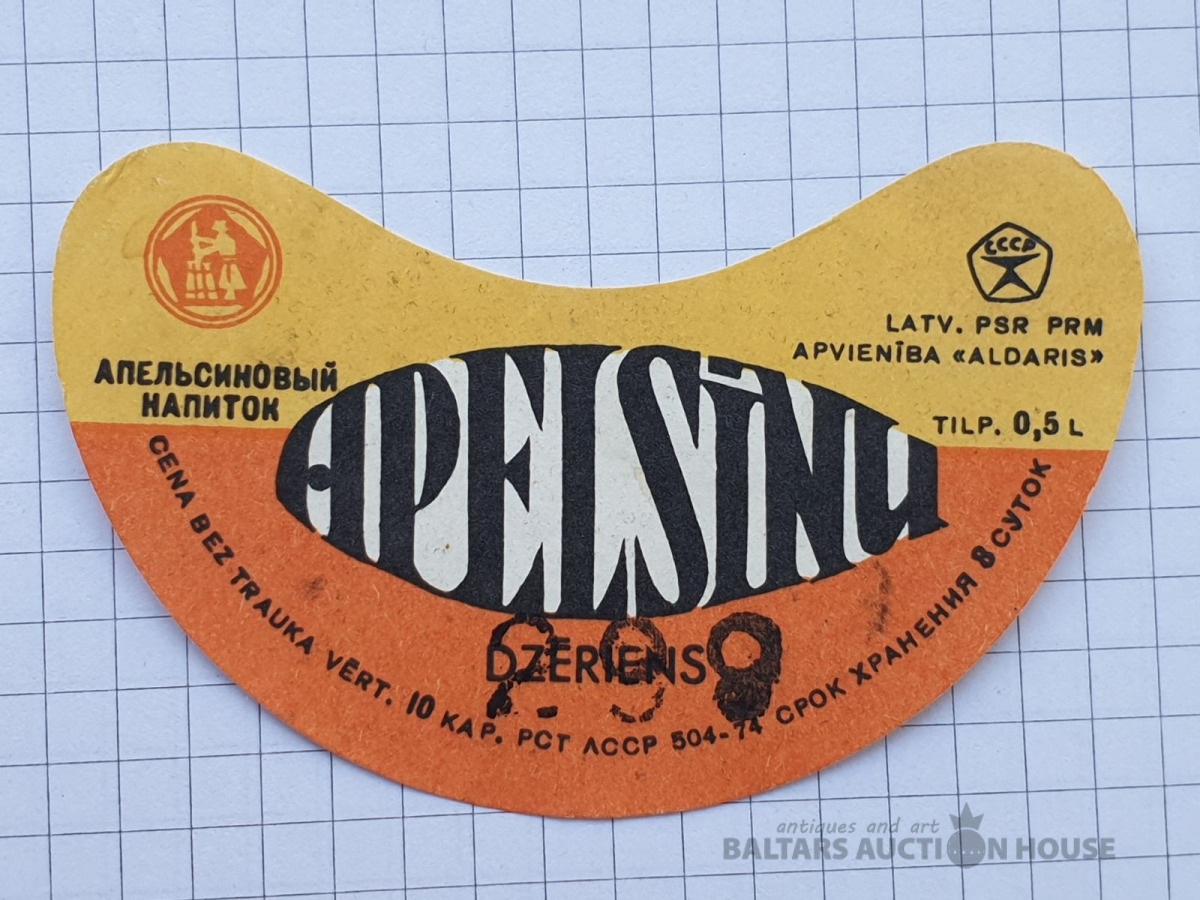 СССР
LATV. PSR PRM
APVIENĪBA «ALDARIS»
АПЕЛЬСИНОВЫЙ
НАПИТОК
APELSĪNU
TILP. 0,5 L
DZĒRIENS
CENA BEZ TRAUKA VĒRT. 10 KAP. РСТ ЛССР 504-74 СРОК ХРАНЕНИЯ 8 СУТОК
antiques and art
BALTARS AUCTION HOUSE